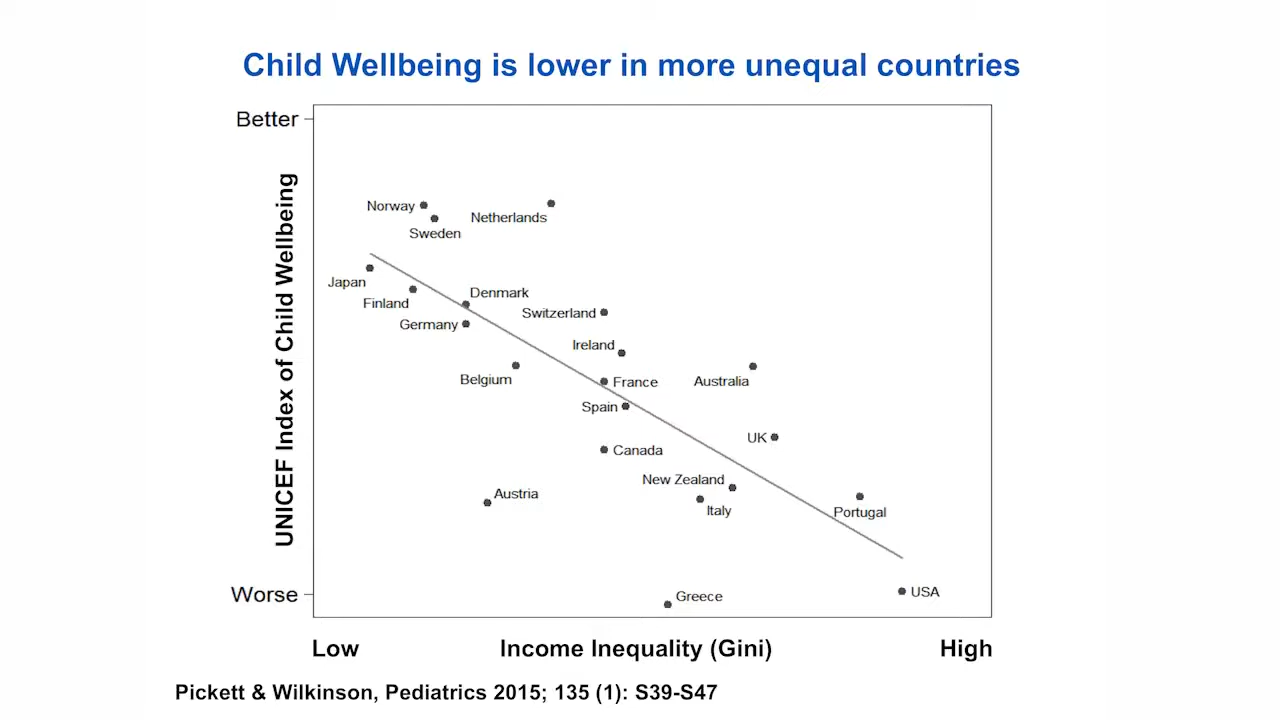 Child Wellbeing is lower in more unequal countries
Better
UNICEF Index of Child Wellbeing
Norway
Netherlands
Sweden
Japan
Denmark
Finland
Switzerland
Germany
Ireland
Belgium
France
Australia
Spain
UK
Canada
New Zealand
Austria
Italy
Portugal
Worse
Greece
USA
Low
Income Inequality (Gini)
High
Pickett & Wilkinson, Pediatrics 2015; 135 (1): S39-S47